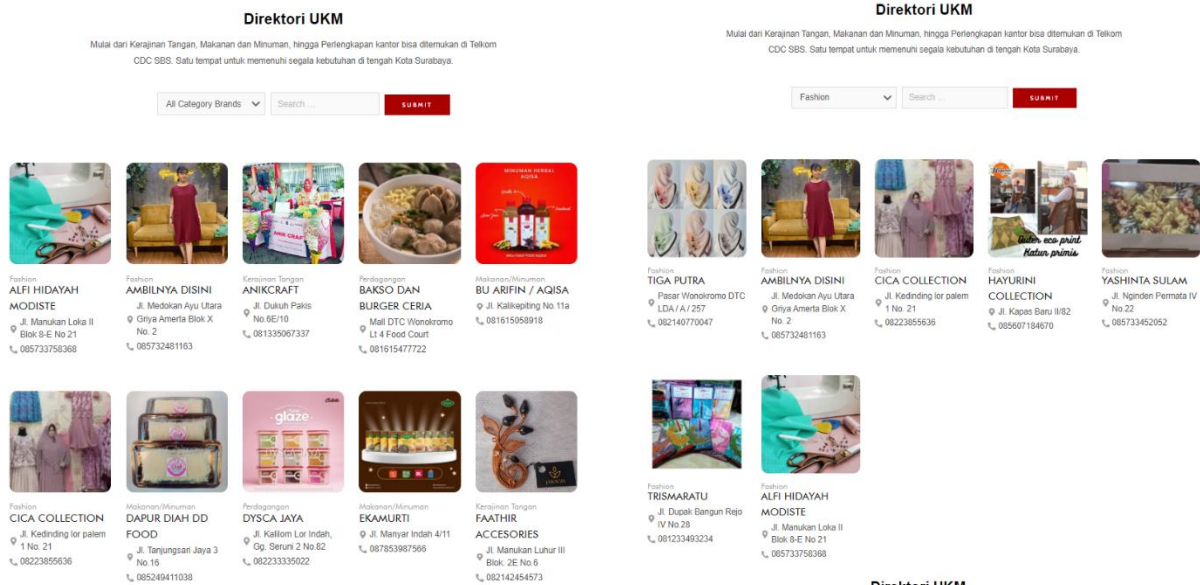 Direktori UKM
Mulai dari Kerajinan Tangan, Makanan dan Minuman, hingga Perlengkapan kantor bisa ditemukan di Telkom
CDC SBS. Satu tempat untuk memenuhi segala kebutuhan di tengah Kota Surabaya.
All Category Brands
Search ...
SUBMIT
Fashion
ALFI HIDAYAH
MODISTE
Jl. Manukan Loka II
Blok 8-E No 21
085733758368
Fashion
AMBILNYA DISINI
Jl. Medokan Ayu Utara
Griya Amerta Blok X
No. 2
085732481163
Kerajinan Tangan
ANIKCRAFT
Jl. Dukuh Pakis
No.6E/10
081335067337
Perdagangan
BAKSO DAN
BURGER CERIA
Mall DTC Wonokromo
Lt 4 Food Court
081615477722
MINUMAN HERBAL
AQISA
Makanan/Minuman
BU ARIFIN / AQISA
Jl. Kalikepiting No. 11a
081615058918
Fashion
CICA COLLECTION
Jl. Kedinding lor palem
1 No. 21
08223855636
Makanan/Minuman
DAPUR DIAH DD
FOOD
Jl. Tanjungsari Jaya 3
No.16
085249411038
glaze
Perdagangan
DYSCA JAYA
Jl. Kalilom Lor Indah,
Gg. Seruni 2 No.82
082233335022
Makanan/Minuman
EKAMURTI
Jl. Manyar Indah 4/11
087853987566
Kerajinan Tangan
FAATHIR
ACCESORIES
Jl. Manukan Luhur III
Blok. 2E No.6
082142454573
Direktori UKM
Mulai dari Kerajinan Tangan, Makanan dan Minuman, hingga Perlengkapan kantor bisa ditemukan di Telkom
CDC SBS. Satu tempat untuk memenuhi segala kebutuhan di tengah Kota Surabaya.
Fashion
Search ...
SUBMIT
Fashion
TIGA PUTRA
Pasar Wonokromo DTC
LDA / A / 257
082140770047
Fashion
AMBILNYA DISINI
Jl. Medokan Ayu Utara
Griya Amerta Blok X
No. 2
085732481163
Fashion
CICA COLLECTION
Jl. Kedinding lor palem
1 No. 21
08223855636
Outer eco print
Katun primis
Fashion
HAYURINI
COLLECTION
Jl. Kapas Baru II/82
085607184670
Fashion
YASHINTA SULAM
Jl. Nginden Permata IV
No.22
085733452052
Fashion
TRISMARATU
Jl. Dupak Bangun Rejo
IV No.28
081233493234
Fashion
ALFI HIDAYAH
MODISTE
Jl. Manukan Loka II
Blok 8-E No 21
085733758368